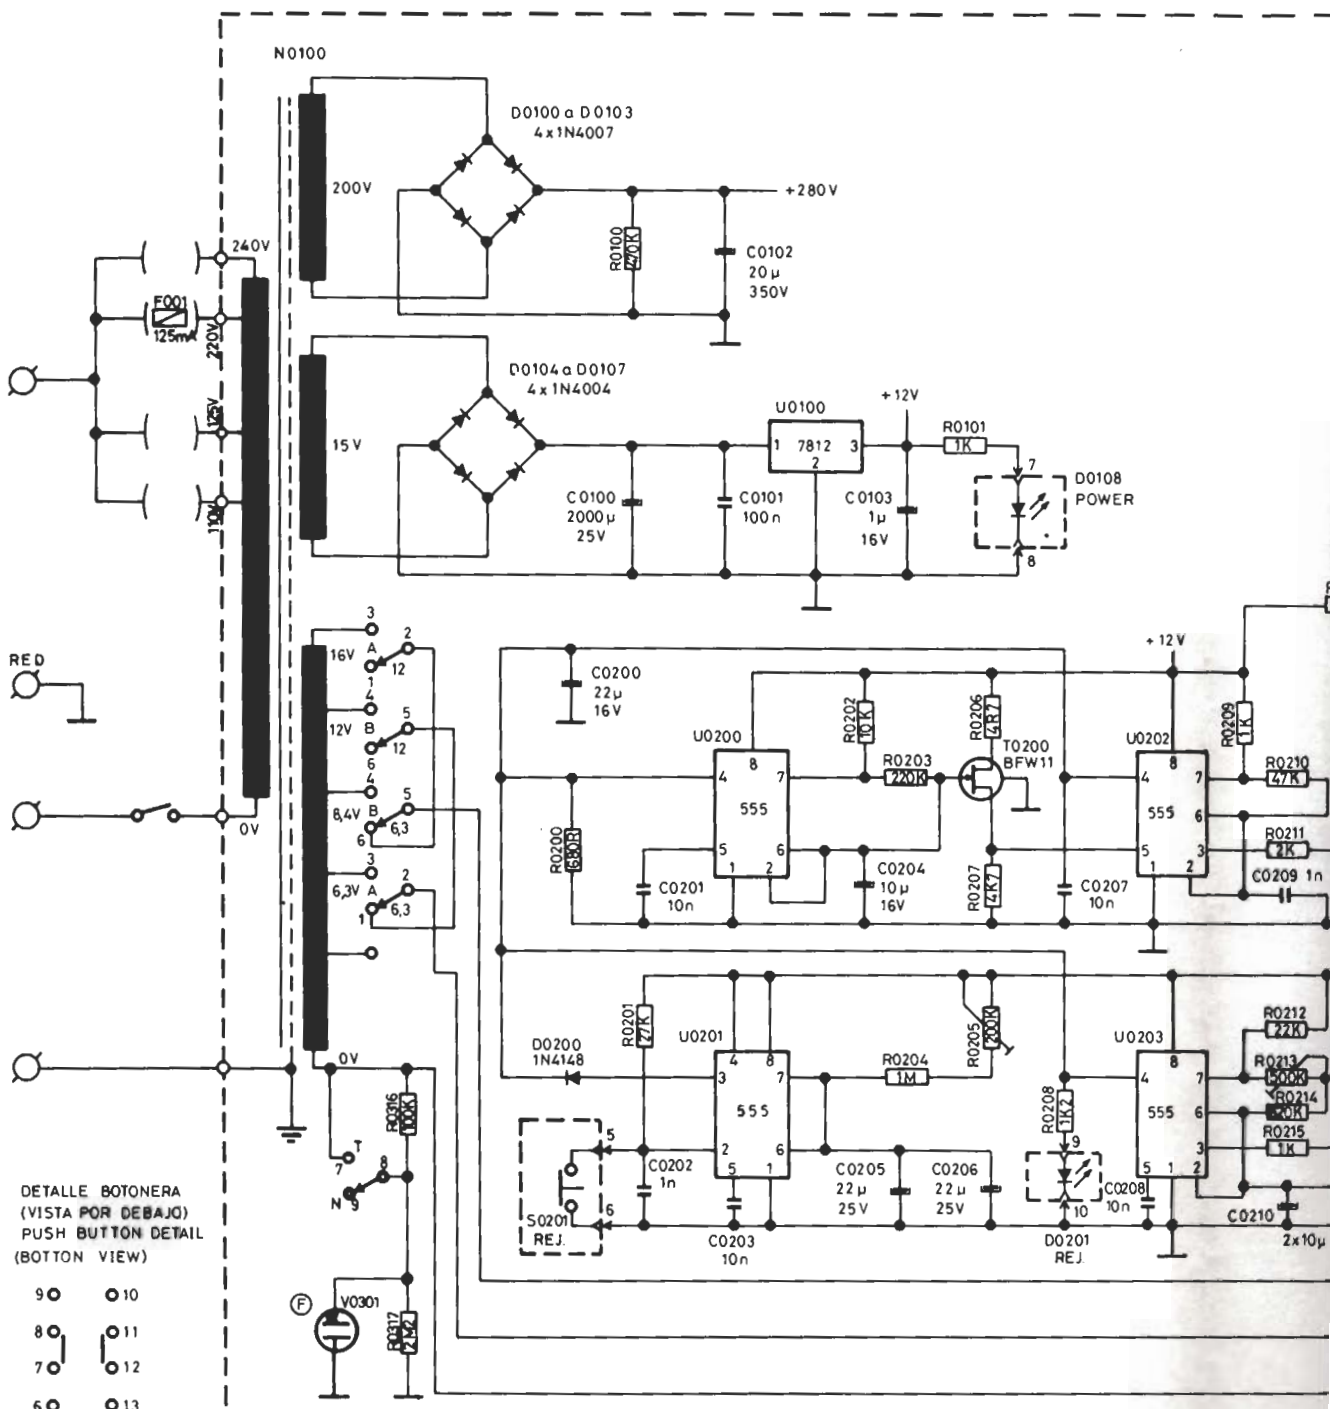 N0100
200V
D0100 a D0103
4x1N4007
+280V
R0100
470K
C0102
20µ
350V
240V
F001
125mA
220V
125V
110V
0V
RED
15V
D0104 a D0107
4x1N4004
U0100
1
7812
3
2
+12V
R0101
1K
7
D0108
POWER
8
C0100
2000µ
25V
C0101
100n
C0103
1µ
16V
3
16V
A
2
12
1
4
12V
B
5
12
6
4
8,4V
B
5
6,3
6
3
6,3V
A
2
6,3
1
0V
C0200
22µ
16V
U0200
8
4
7
555
5
6
1
2
R0200
680R
C0201
10n
R0202
10K
R0203
220K
C0204
10µ
16V
R0206
4R7
T0200
BFW11
R0207
4K7
C0207
10n
+12V
U0202
8
4
7
555
6
5
3
1
2
R0209
1K
R0210
47K
R0211
2K
C0209 1n
R0201
27K
D0200
1N4148
U0201
4
8
3
7
555
2
6
5
1
R0204
1M
R0205
200K
5
S0201
REJ.
6
C0202
1n
C0203
10n
C0205
22µ
25V
C0206
22µ
25V
R0208
1K2
9
10
D0201
REJ.
U0203
8
4
7
555
6
3
5
1
2
C0208
10n
R0212
22K
R0213
500K
R0214
820K
R0215
1K
C0210
2x10µ
R0316
100K
T
7
8
N
9
F
V0301
R0317
2M2
DETALLE BOTONERA
(VISTA POR DEBAJO)
PUSH BUTTON DETAIL
(BOTTON VIEW)
9 10
8 11
7 12
6 13